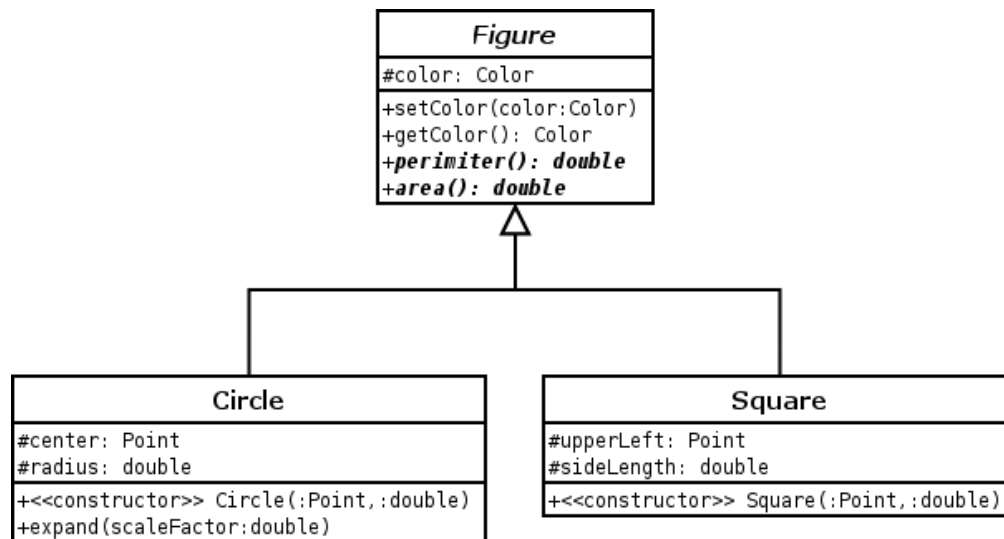 Figure
#color: Color
+setColor(color:Color)
+getColor(): Color
+perimiter(): double
+area(): double
Circle
#center: Point
#radius: double
+<<constructor>> Circle(:Point,:double)
+expand(scaleFactor:double)
Square
#upperLeft: Point
#sideLength: double
+<<constructor>> Square(:Point,:double)